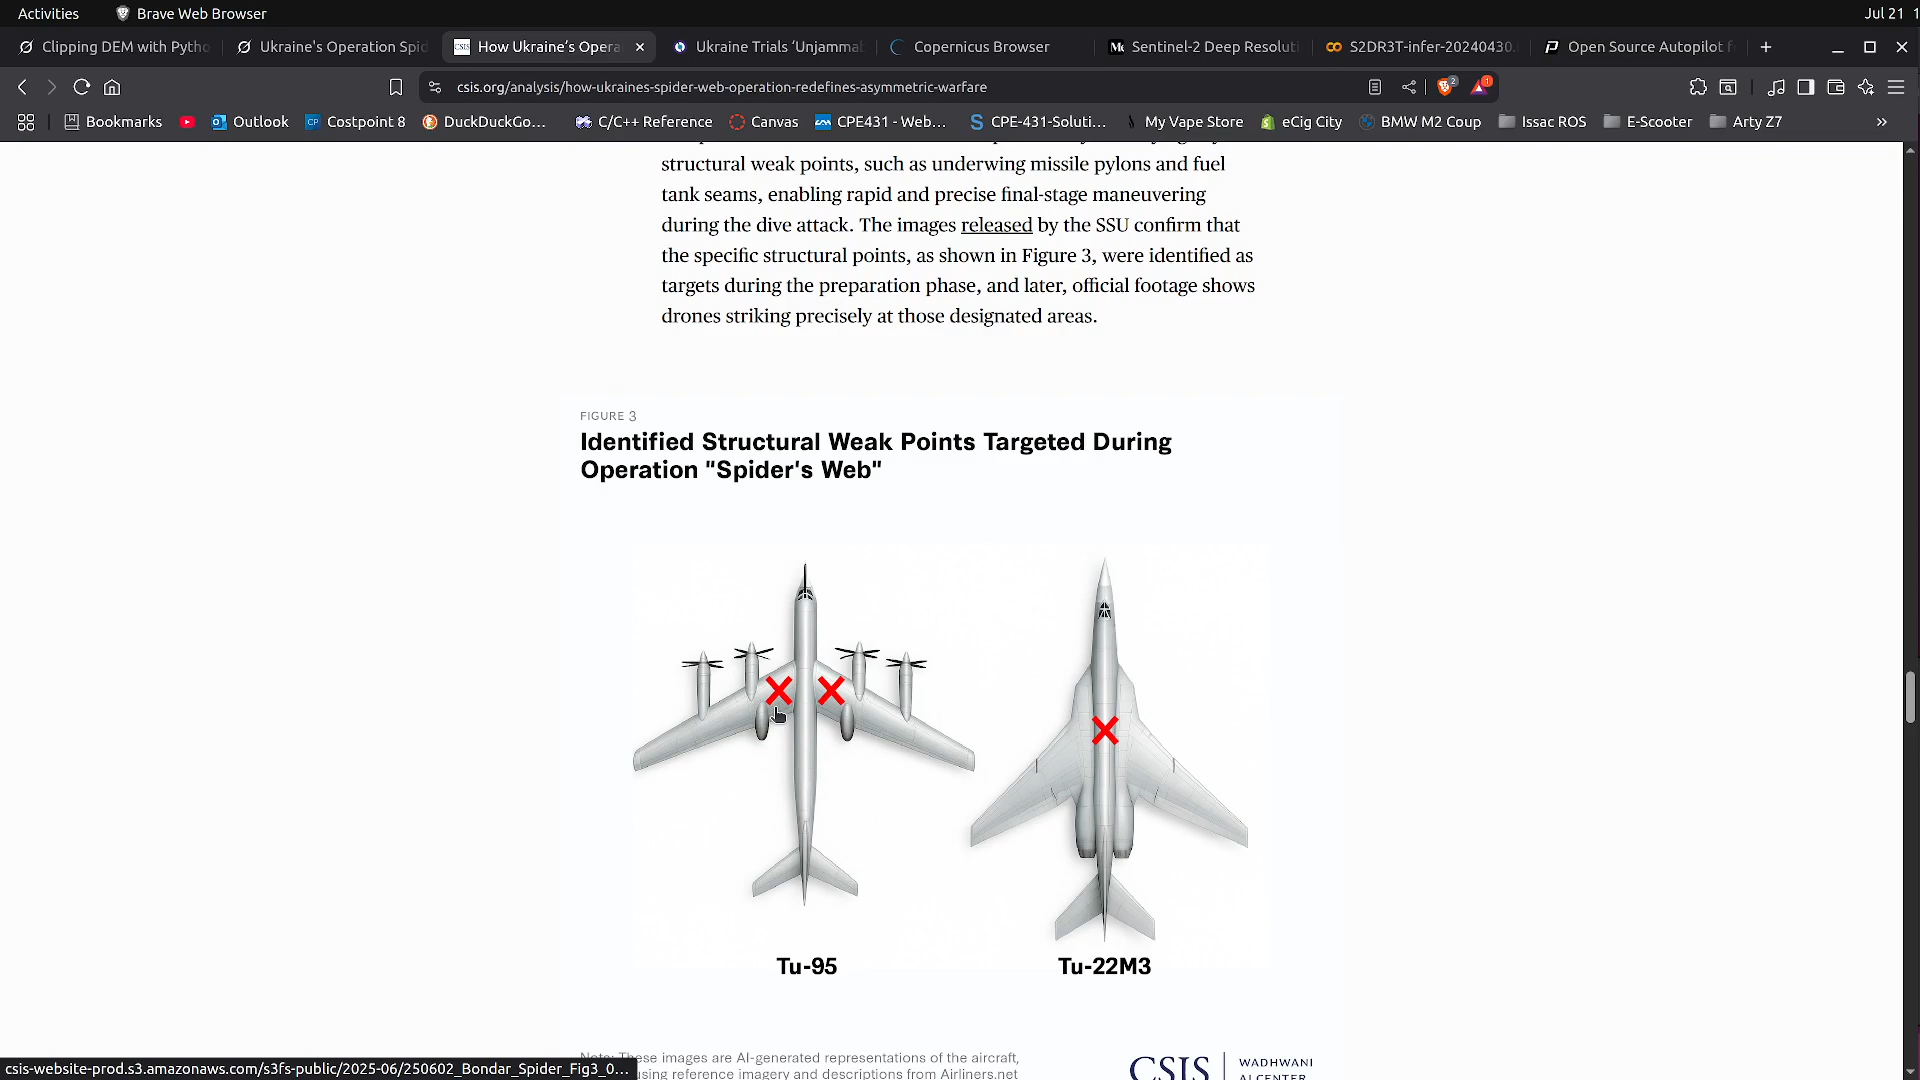 Activities
Brave Web Browser
Jul 21 1
Clipping DEM with Pytho
Ukraine's Operation Spid
How Ukraine's Opera
Ukraine Trials 'Unjamma
Copernicus Browser
Sentinel-2 Deep Resoluti
S2DR3T-infer-20240430.
Open Source Autopilot f
csis.org/analysis/how-ukraines-spider-web-operation-redefines-asymmetric-warfare
2
1
Bookmarks
Outlook
Costpoint 8
DuckDuckGo...
C/C++ Reference
Canvas
CPE431 - Web...
CPE-431-Soluti...
My Vape Store
eCig City
BMW M2 Coup
Issac ROS
E-Scooter
Arty Z7
structural weak points, such as underwing missile pylons and fuel
tank seams, enabling rapid and precise final-stage maneuvering
during the dive attack. The images released by the SSU confirm that
the specific structural points, as shown in Figure 3, were identified as
targets during the preparation phase, and later, official footage shows
drones striking precisely at those designated areas.
FIGURE 3
Identified Structural Weak Points Targeted During
Operation "Spider's Web"
Tu-95
Tu-22M3
Note: These images are AI-generated representations of the aircraft,
using reference imagery and descriptions from Airliners.net
CSIS
WADHWANI
AI CENTER
csis-website-prod.s3.amazonaws.com/s3fs-public/2025-06/250602_Bondar_Spider_Fig3_0...